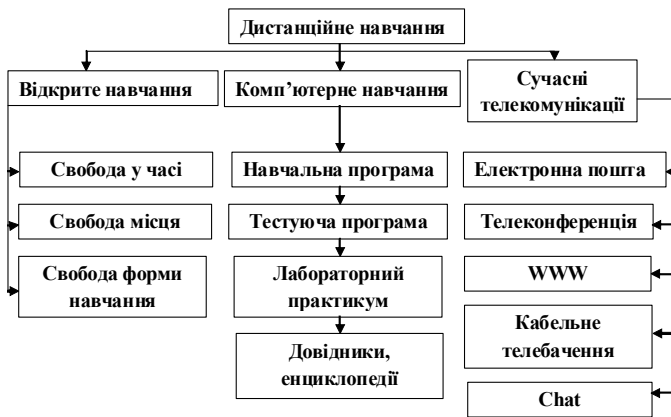 Дистанційне навчання
Відкрите навчання
Комп’ютерне навчання
Сучасні
телекомунікації
Свобода у часі
Навчальна програма
Електронна пошта
Свобода місця
Тестуюча програма
Телеконференція
Свобода форми
навчання
Лабораторний
практикум
WWW
Довідники,
енциклопедії
Кабельне
телебачення
Chat